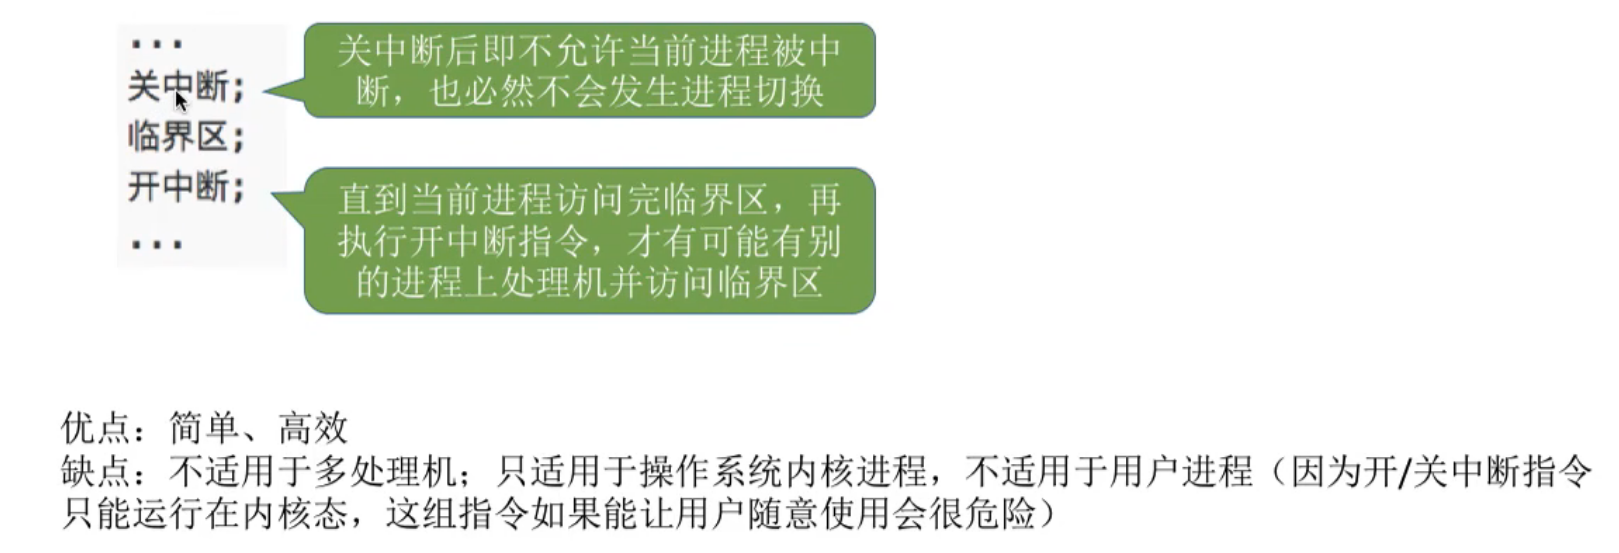 ...
关中断;
临界区;
开中断;
...
关中断后即不允许当前进程被中
断，也必然不会发生进程切换
直到当前进程访问完临界区，再
执行开中断指令，才有可能有别
的进程上处理机并访问临界区
优点：简单、高效
缺点：不适用于多处理机；只适用于操作系统内核进程，不适用于用户进程（因为开/关中断指令
只能运行在内核态，这组指令如果能让用户随意使用会很危险）